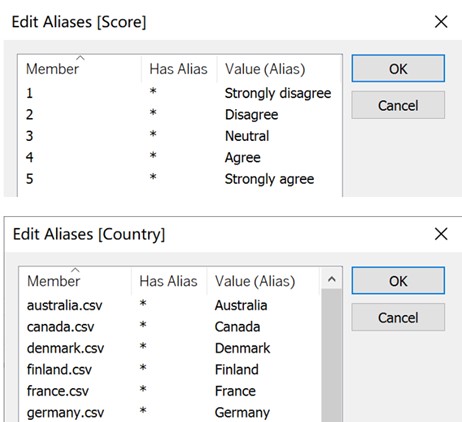 Edit Aliases [Score]
Member Has Alias Value (Alias) OK
1 * Strongly disagree
2 * Disagree Cancel
3 * Neutral
4 * Agree
5 * Strongly agree
Edit Aliases [Country]
Member Has Alias Value (Alias) OK
australia.csv * Australia
canada.csv * Canada Cancel
denmark.csv * Denmark
finland.csv * Finland
france.csv * France
germany.csv * Germany